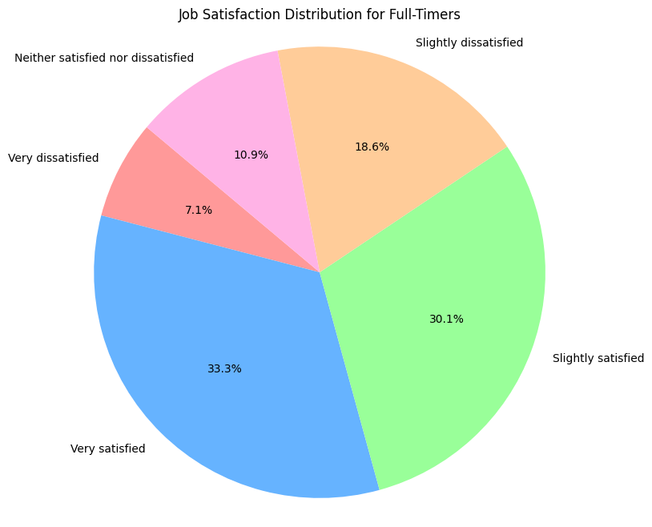 Job Satisfaction Distribution for Full-Timers
Slightly dissatisfied
Neither satisfied nor dissatisfied
18.6%
10.9%
Very dissatisfied
7.1%
30.1%
Slightly satisfied
33.3%
Very satisfied